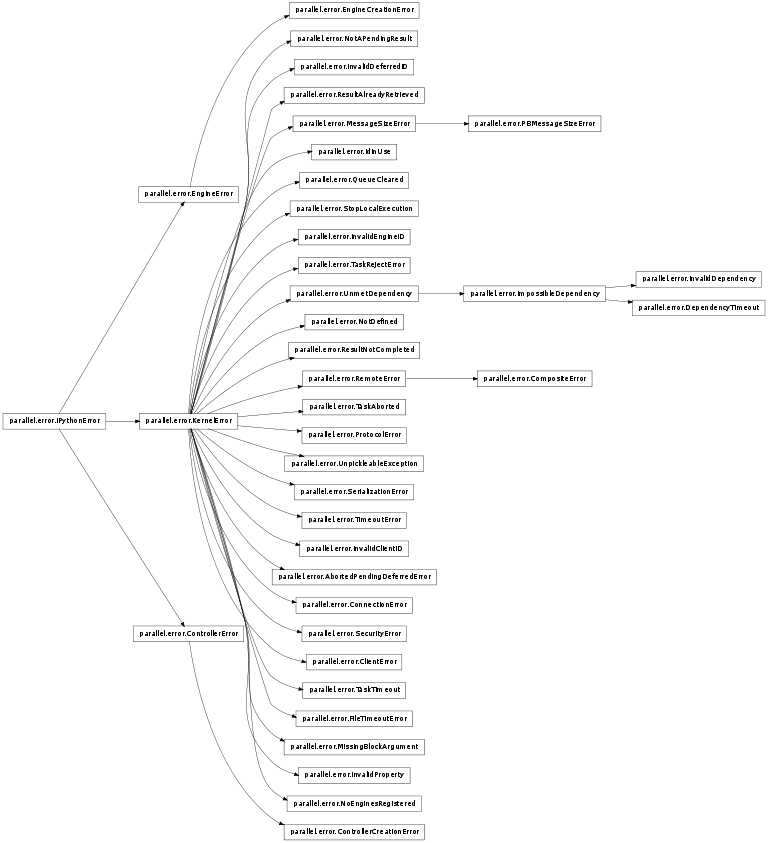 parallel.error.EngineCreationError
parallel.error.NotAPendingResult
parallel.error.InvalidDeferredID
parallel.error.ResultAlreadyRetrieved
parallel.error.MessageSizeError
parallel.error.PBMessageSizeError
parallel.error.IdInUse
parallel.error.QueueCleared
parallel.error.EngineError
parallel.error.StopLocalExecution
parallel.error.InvalidEngineID
parallel.error.TaskRejectError
parallel.error.InvalidDependency
parallel.error.UnmetDependency
parallel.error.ImpossibleDependency
parallel.error.DependencyTimeout
parallel.error.NotDefined
parallel.error.ResultNotCompleted
parallel.error.RemoteError
parallel.error.CompositeError
parallel.error.TaskAborted
parallel.error.IPythonError
parallel.error.KernelError
parallel.error.ProtocolError
parallel.error.UnpickleableException
parallel.error.SerializationError
parallel.error.TimeoutError
parallel.error.InvalidClientID
parallel.error.AbortedPendingDeferredError
parallel.error.ConnectionError
parallel.error.ControllerError
parallel.error.SecurityError
parallel.error.ClientError
parallel.error.TaskTimeout
parallel.error.FileTimeoutError
parallel.error.MissingBlockArgument
parallel.error.InvalidProperty
parallel.error.NoEnginesRegistered
parallel.error.ControllerCreationError